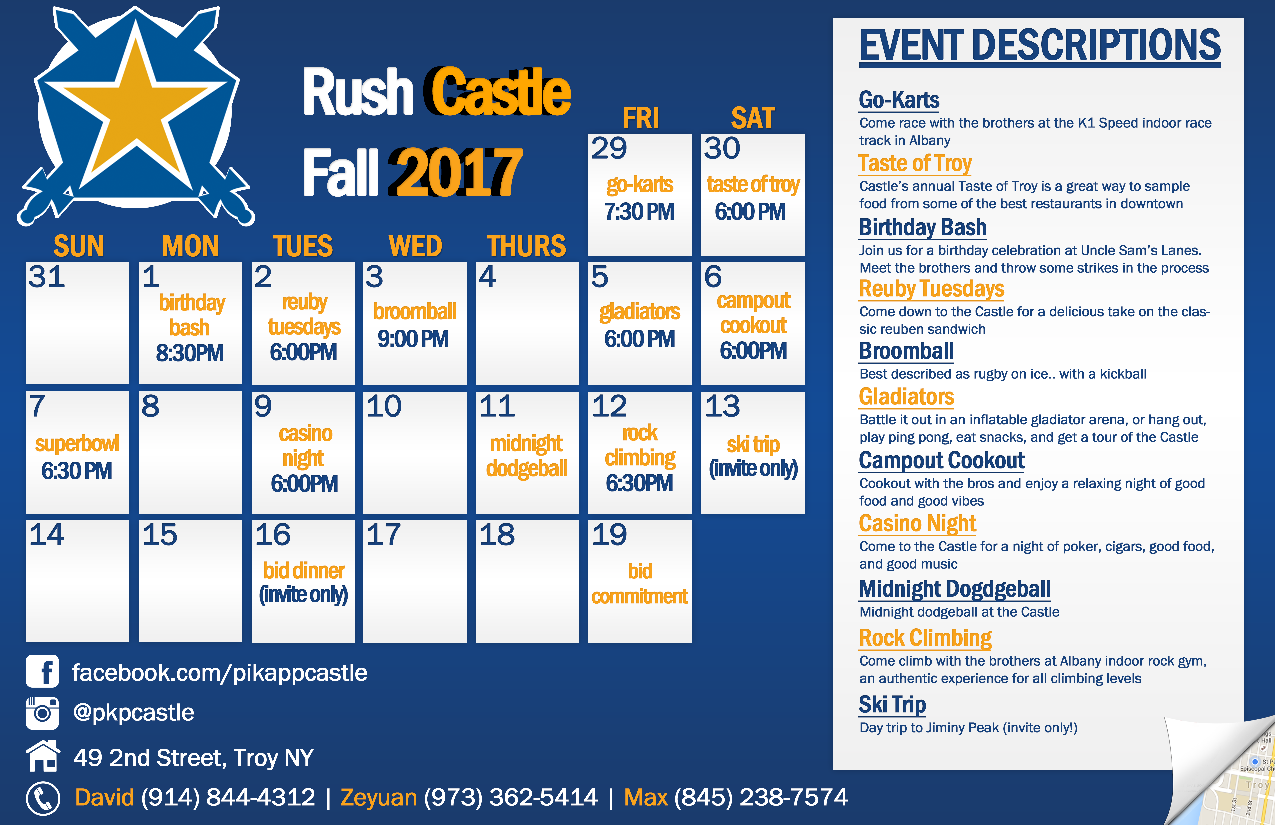 Rush Castle
Fall 2017
FRI SAT
29 30
go-karts taste of troy
7:30 PM 6:00 PM
SUN MON TUES WED THURS
31 1 2 3 4 5 6
birthday
bash
8:30PM
reuby
tuesdays
6:00PM
broomball
9:00 PM
gladiators
6:00 PM
campout
cookout
6:00PM
7 8 9 10 11 12 13
superbowl
6:30 PM
casino
night
6:00PM
midnight
dodgeball
rock
climbing
6:30PM
ski trip
(invite only)
14 15 16 17 18 19
bid dinner
(invite only)
bid
commitment
facebook.com/pikappcastle
@pkpcastle
49 2nd Street, Troy NY
David (914) 844-4312 | Zeyuan (973) 362-5414 | Max (845) 238-7574
EVENT DESCRIPTIONS
Go-Karts
Come race with the brothers at the K1 Speed indoor race
track in Albany
Taste of Troy
Castle's annual Taste of Troy is a great way to sample
food from some of the best restaurants in downtown
Birthday Bash
Join us for a birthday celebration at Uncle Sam's Lanes.
Meet the brothers and throw some strikes in the process
Reuby Tuesdays
Come down to the Castle for a delicious take on the clas-
sic reuben sandwich
Broomball
Best described as rugby on ice.. with a kickball
Gladiators
Battle it out in an inflatable gladiator arena, or hang out,
play ping pong, eat snacks, and get a tour of the Castle
Campout Cookout
Cookout with the bros and enjoy a relaxing night of good
food and good vibes
Casino Night
Come to the Castle for a night of poker, cigars, good food,
and good music
Midnight Dogdgeball
Midnight dodgeball at the Castle
Rock Climbing
Come climb with the brothers at Albany indoor rock gym,
an authentic experience for all climbing levels
Ski Trip
Day trip to Jiminy Peak (invite only!)
Hall
St P
Episcopal Ch
Troy